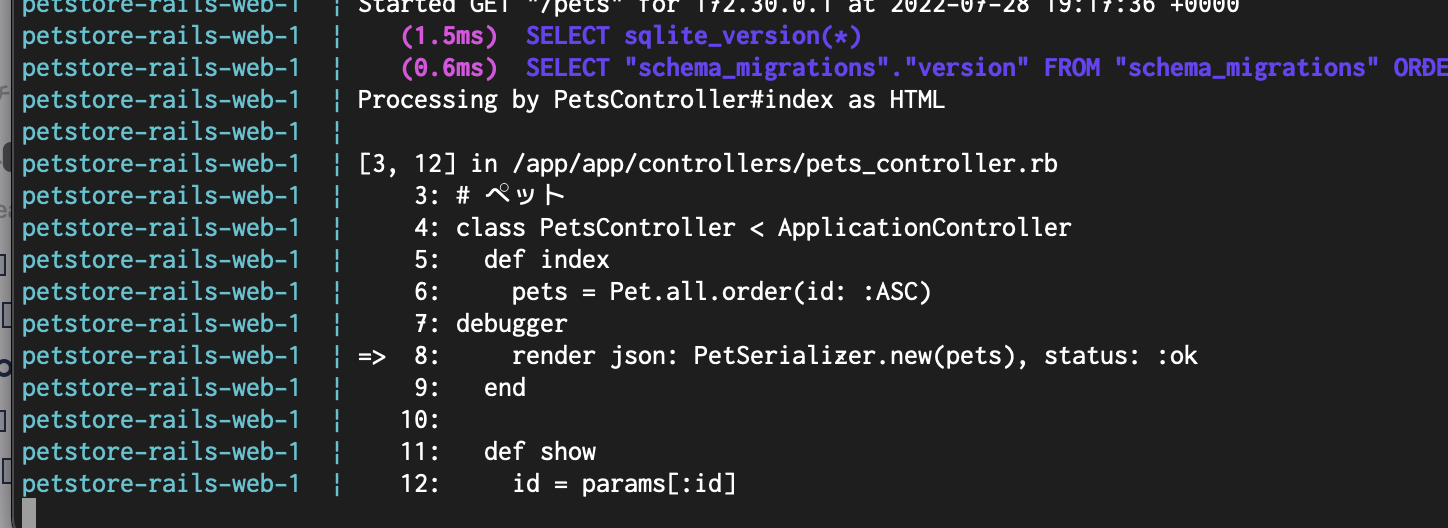 petstore-rails-web-1 ¦ Started GET "/pets" for 172.30.0.1 at 2022-07-28 19:17:36 +0000
petstore-rails-web-1 ¦    (1.5ms)  SELECT sqlite_version(*)
petstore-rails-web-1 ¦    (0.6ms)  SELECT "schema_migrations"."version" FROM "schema_migrations" ORDE
petstore-rails-web-1 ¦ Processing by PetsController#index as HTML
petstore-rails-web-1 ¦
petstore-rails-web-1 ¦ [3, 12] in /app/app/controllers/pets_controller.rb
petstore-rails-web-1 ¦     3: # ペット
petstore-rails-web-1 ¦     4: class PetsController < ApplicationController
petstore-rails-web-1 ¦     5:   def index
petstore-rails-web-1 ¦     6:     pets = Pet.all.order(id: :ASC)
petstore-rails-web-1 ¦     7: debugger
petstore-rails-web-1 ¦ =>  8:     render json: PetSerializer.new(pets), status: :ok
petstore-rails-web-1 ¦     9:   end
petstore-rails-web-1 ¦    10:
petstore-rails-web-1 ¦    11:   def show
petstore-rails-web-1 ¦    12:     id = params[:id]